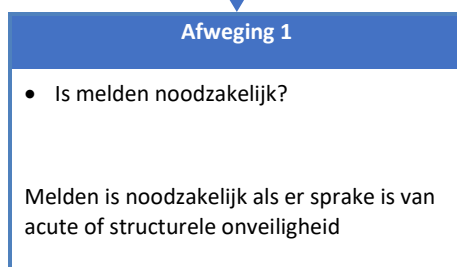 Afweging 1
• Is melden noodzakelijk?
Melden is noodzakelijk als er sprake is van
acute of structurele onveiligheid